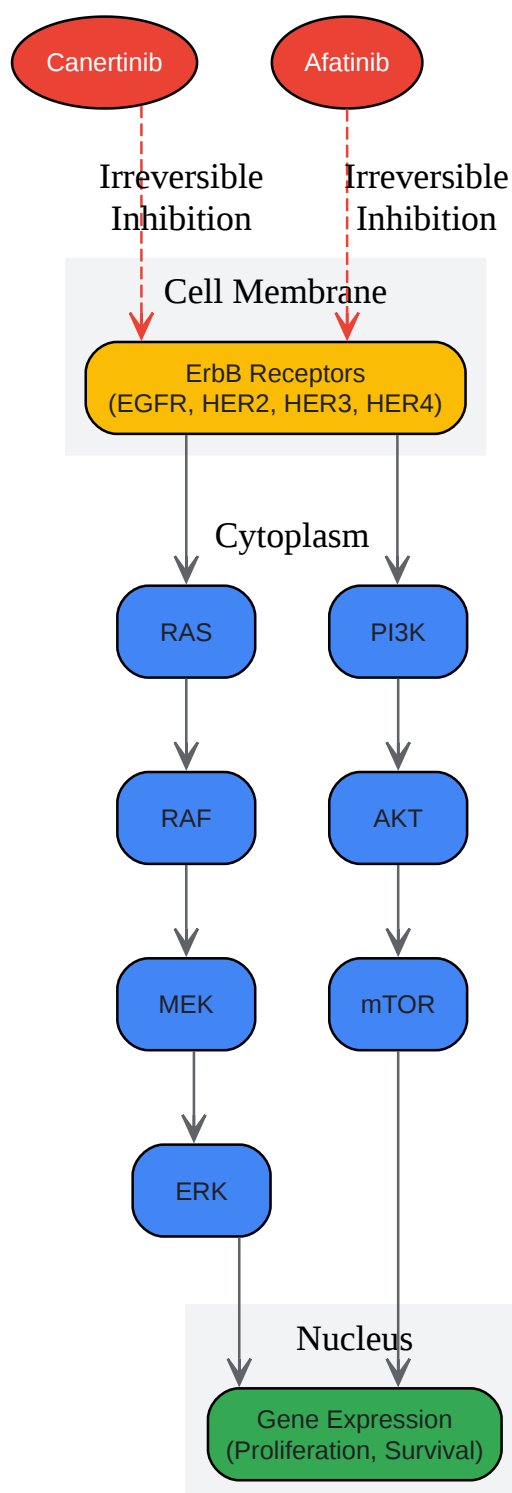 Canertinib
Afatinib
Irreversible
Inhibition
Irreversible
Inhibition
Cell Membrane
ErbB Receptors
(EGFR, HER2, HER3, HER4)
Cytoplasm
RAS
PI3K
RAF
AKT
MEK
mTOR
ERK
Nucleus
Gene Expression
(Proliferation, Survival)